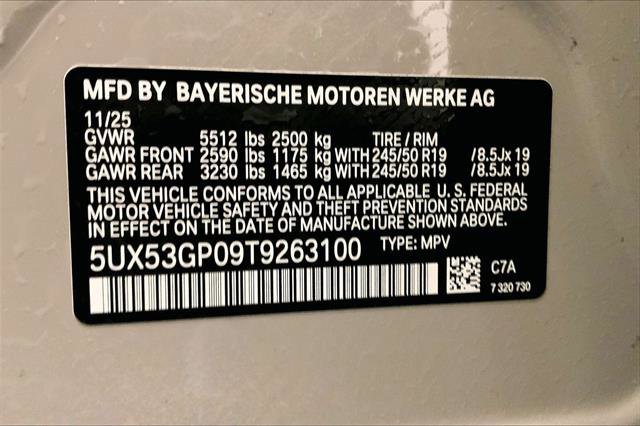 MFD BY BAYERISCHE MOTOREN WERKE AG
11/25
GVWR 5512 lbs 2500 kg TIRE / RIM
GAWR FRONT 2590 lbs 1175 kg WITH 245/50 R19 / 8.5Jx 19
GAWR REAR 3230 lbs 1465 kg WITH 245/50 R19 / 8.5Jx 19
THIS VEHICLE CONFORMS TO ALL APPLICABLE U. S. FEDERAL
MOTOR VEHICLE SAFETY AND THEFT PREVENTION STANDARDS
IN EFFECT ON THE DATE OF MANUFACTURE SHOWN ABOVE.
5UX53GP09T9263100 TYPE: MPV
C7A
7 320 730